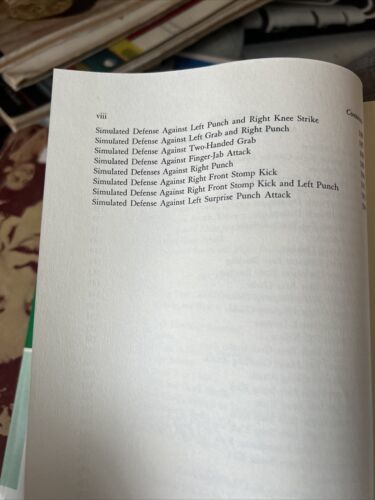 viii
Simulated Defense Against Left Punch and Right Knee Strike
Simulated Defense Against Left Grab and Right Punch
Simulated Defense Against Two-Handed Grab
Simulated Defense Against Finger-Jab Attack
Simulated Defenses Against Right Punch
Simulated Defense Against Right Front Stomp Kick
Simulated Defense Against Right Front Stomp Kick and Left Punch
Simulated Defense Against Left Surprise Punch Attack